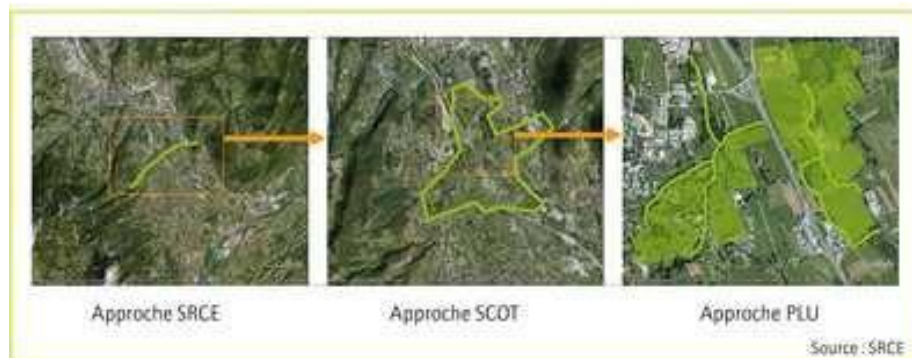 Approche SRCE
Approche SCOT
Approche PLU
Source : SRCE